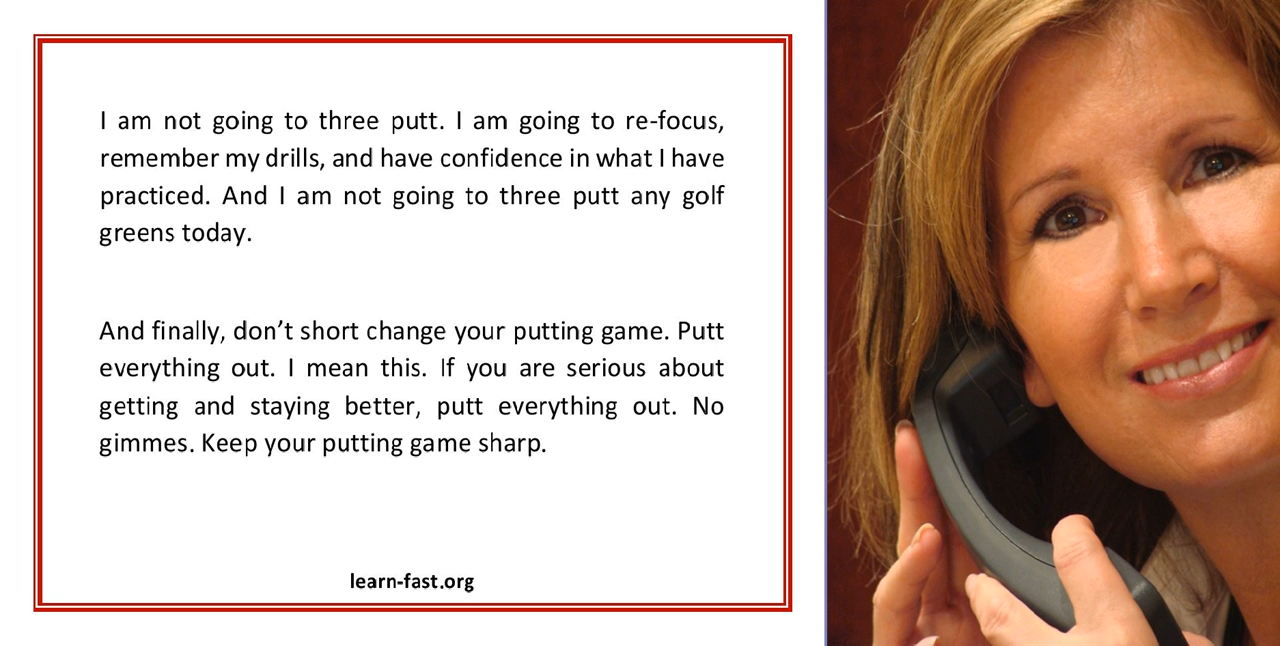 I am not going to three putt. I am going to re-focus,
remember my drills, and have confidence in what I have
practiced. And I am not going to three putt any golf
greens today.
And finally, don’t short change your putting game. Putt
everything out. I mean this. If you are serious about
getting and staying better, putt everything out. No
gimmes. Keep your putting game sharp.
learn-fast.org